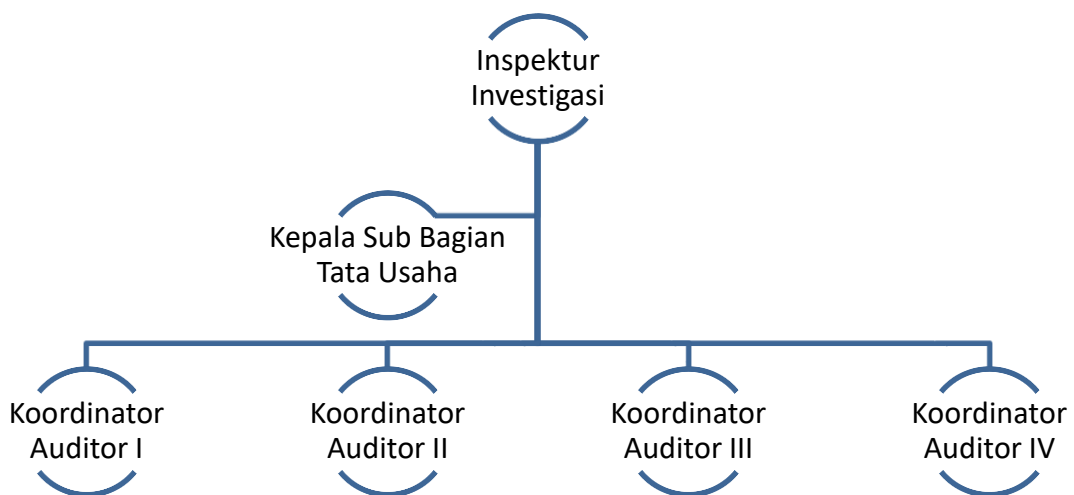 Inspektur
Investigasi
Kepala Sub Bagian
Tata Usaha
Koordinator
Auditor I
Koordinator
Auditor II
Koordinator
Auditor III
Koordinator
Auditor IV